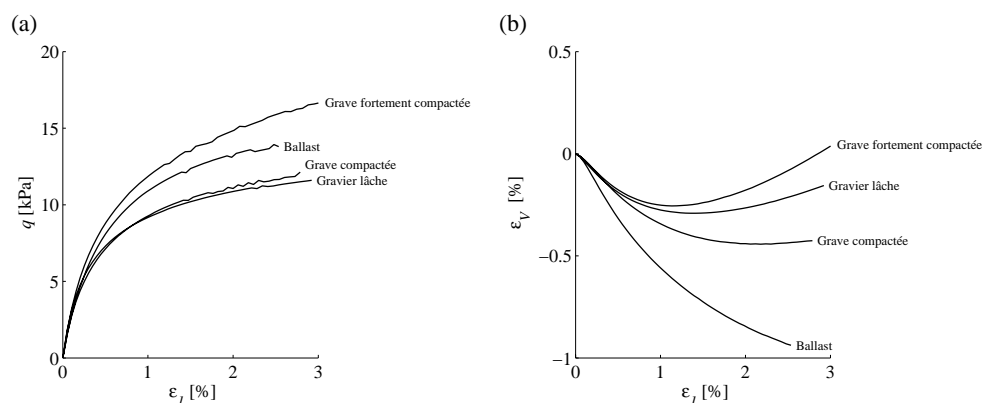 (a)
20
15
10
5
0
q [kPa]
0 1 2 3
ε1 [%]
Grave fortement compactée
Ballast
Grave compactée
Gravier lâche
(b)
0.5
0
−0.5
−1
εV [%]
0 1 2 3
ε1 [%]
Grave fortement compactée
Gravier lâche
Grave compactée
Ballast